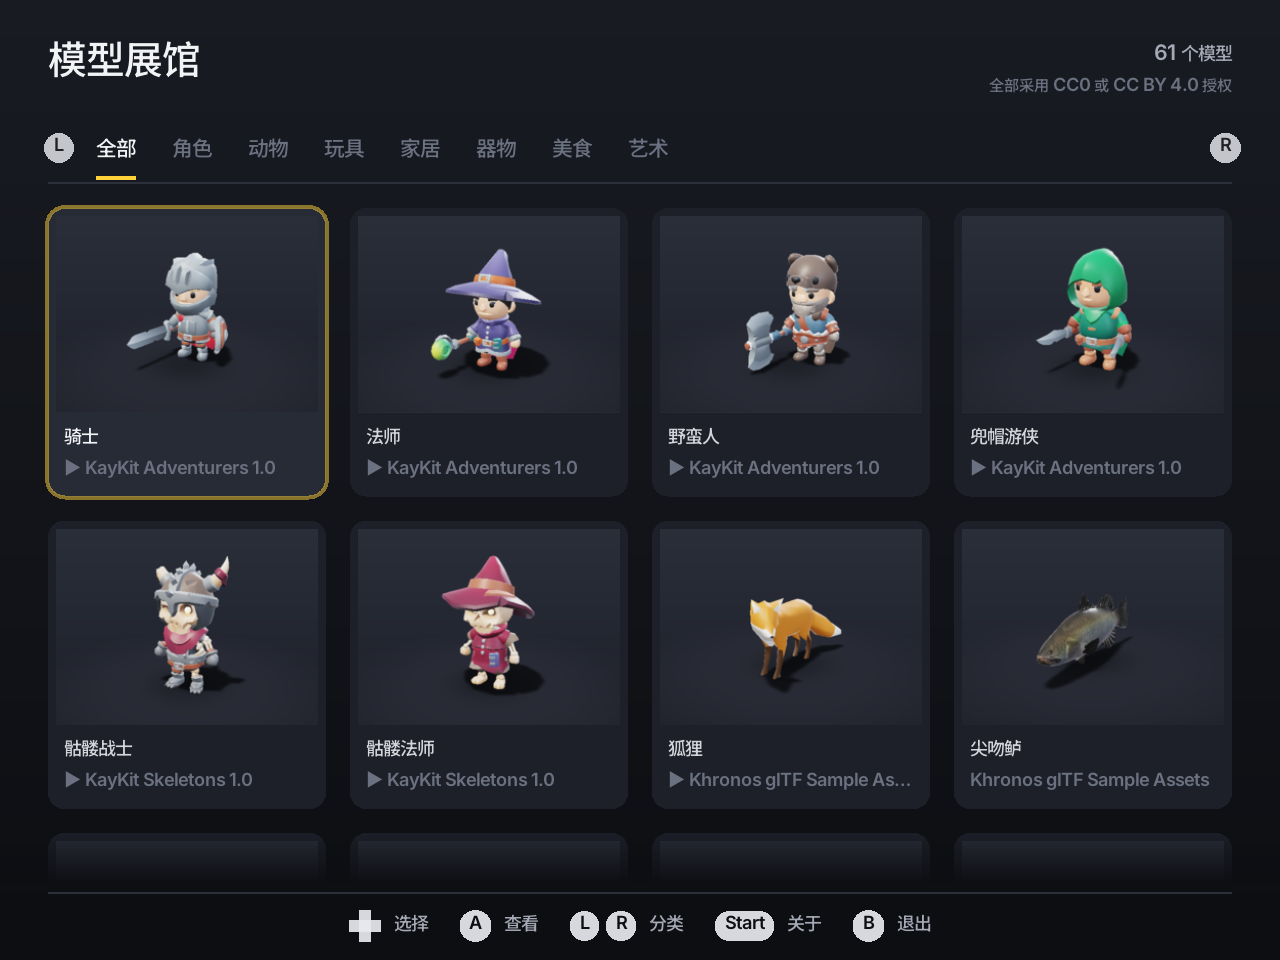 模型展馆
61 个模型
全部采用 CC0 或 CC BY 4.0 授权
L 全部 角色 动物 玩具 家居 器物 美食 艺术 R
骑士
▶ KayKit Adventurers 1.0
法师
▶ KayKit Adventurers 1.0
野蛮人
▶ KayKit Adventurers 1.0
兜帽游侠
▶ KayKit Adventurers 1.0
骷髅战士
▶ KayKit Skeletons 1.0
骷髅法师
▶ KayKit Skeletons 1.0
狐狸
▶ Khronos glTF Sample As...
尖吻鲈
Khronos glTF Sample Assets
选择 A 查看 L R 分类 Start 关于 B 退出